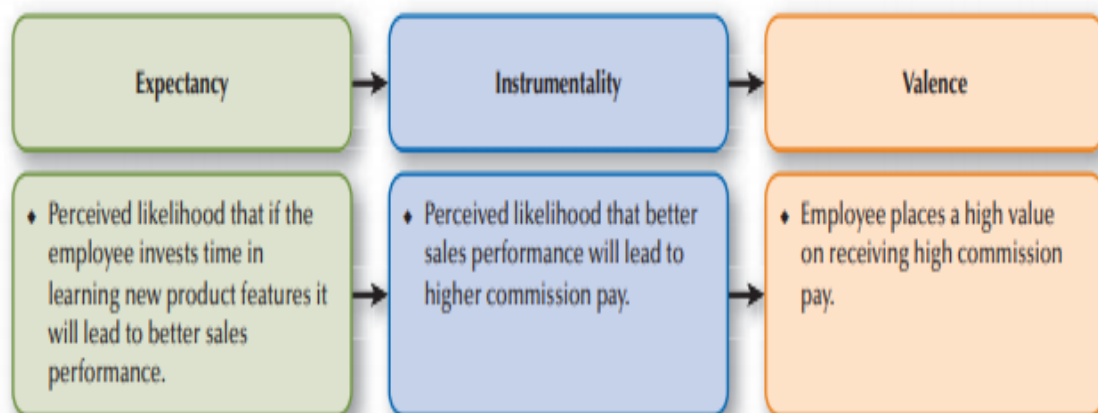 Expectancy
Instrumentality
Valence
♦ Perceived likelihood that if the
employee invests time in
learning new product features it
will lead to better sales
performance.
♦ Perceived likelihood that better
sales performance will lead to
higher commission pay.
♦ Employee places a high value
on receiving high commission
pay.